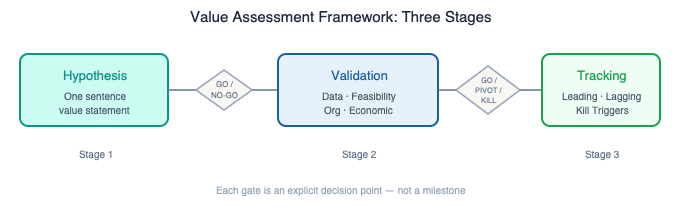 Value Assessment Framework: Three Stages
Hypothesis
One sentence
value statement
GO /
NO-GO
Validation
Data · Feasibility
Org · Economic
GO /
PIVOT /
KILL
Tracking
Leading · Lagging
Kill Triggers
Stage 1
Stage 2
Stage 3
Each gate is an explicit decision point — not a milestone